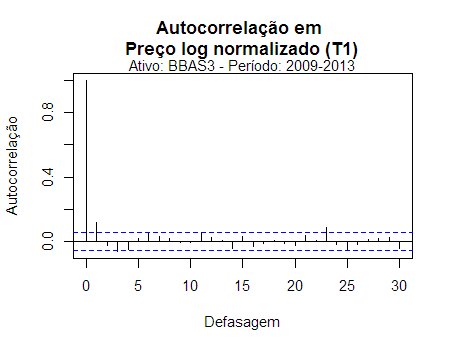 Autocorrelação em
Preço log normalizado (T1)
Ativo: BBAS3 - Período: 2009-2013
Autocorrelação
0.8
0.4
0.0
0 5 10 15 20 25 30
Defasagem